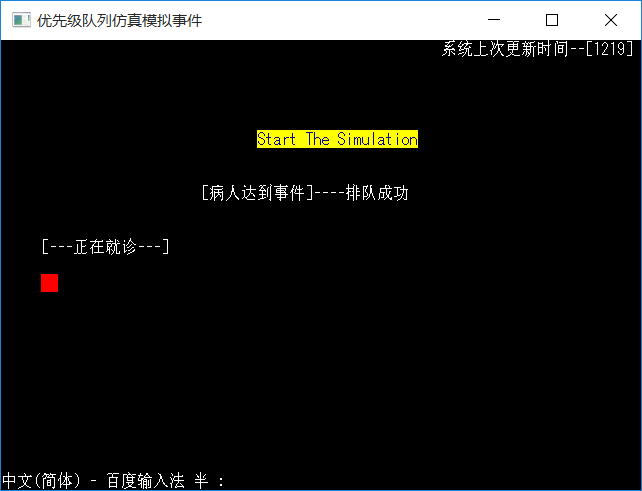 优先级队列仿真模拟事件
系统上次更新时间--[1219]
Start The Simulation
[病人达到事件]----排队成功
[---正在就诊---]
中文(简体) - 百度输入法 半 :